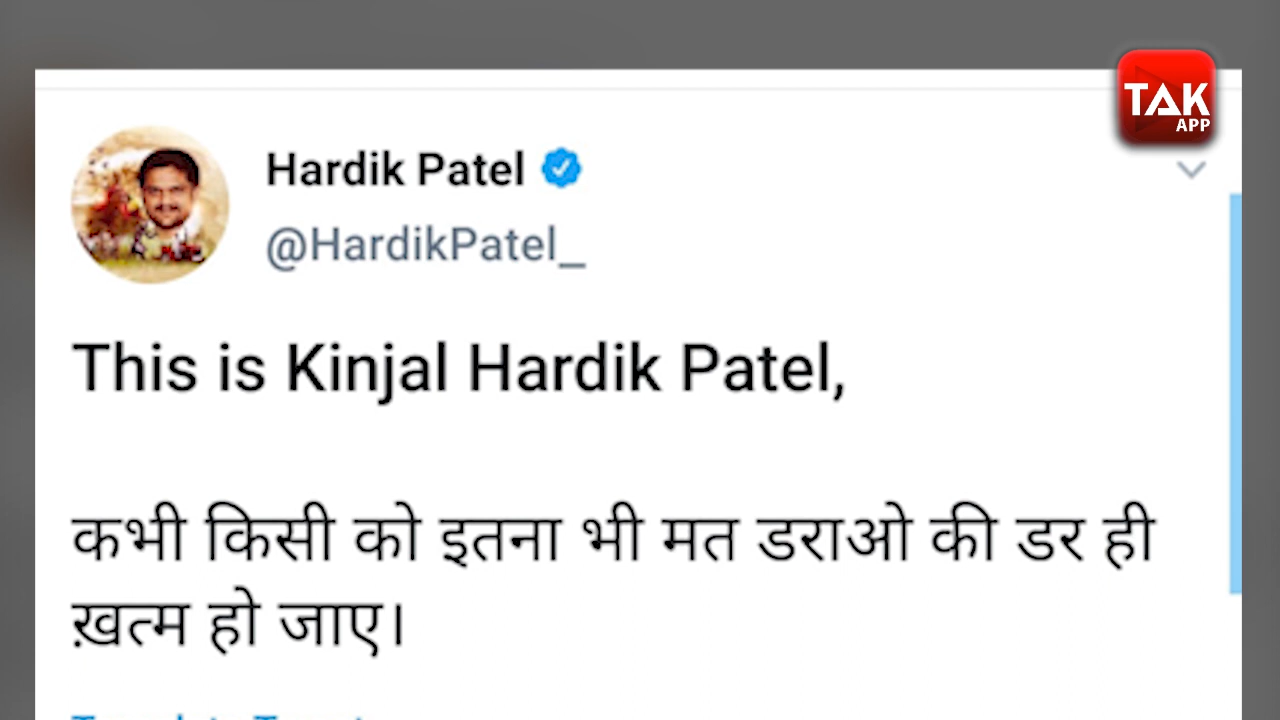 TAK
APP
Hardik Patel
@HardikPatel_
This is Kinjal Hardik Patel,
कभी किसी को इतना भी मत डराओ की डर ही
ख़त्म हो जाए।